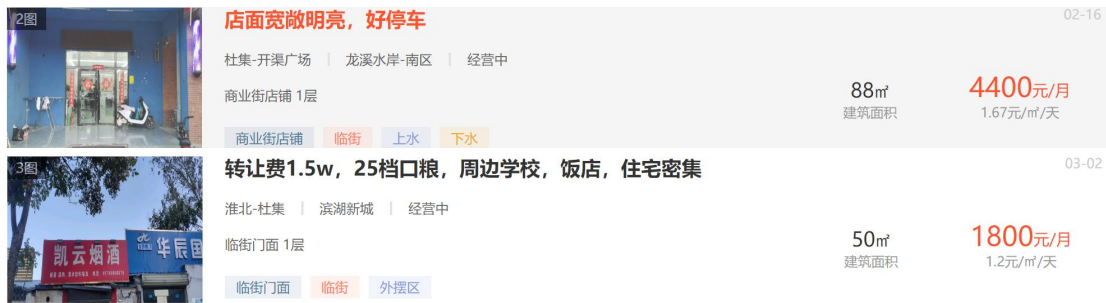 2图
店面宽敞明亮，好停车
02-16
杜集-开渠广场 | 龙溪水岸-南区 | 经营中
商业街店铺 1层
88㎡
建筑面积
4400元/月
1.67元/㎡/天
商业街店铺 临街 上水 下水
3图
转让费1.5w，25档口粮，周边学校，饭店，住宅密集
03-02
淮北-杜集 | 滨湖新城 | 经营中
临街门面 1层
50㎡
建筑面积
1800元/月
1.2元/㎡/天
凯云烟酒
华辰国
临街门面 临街 外摆区